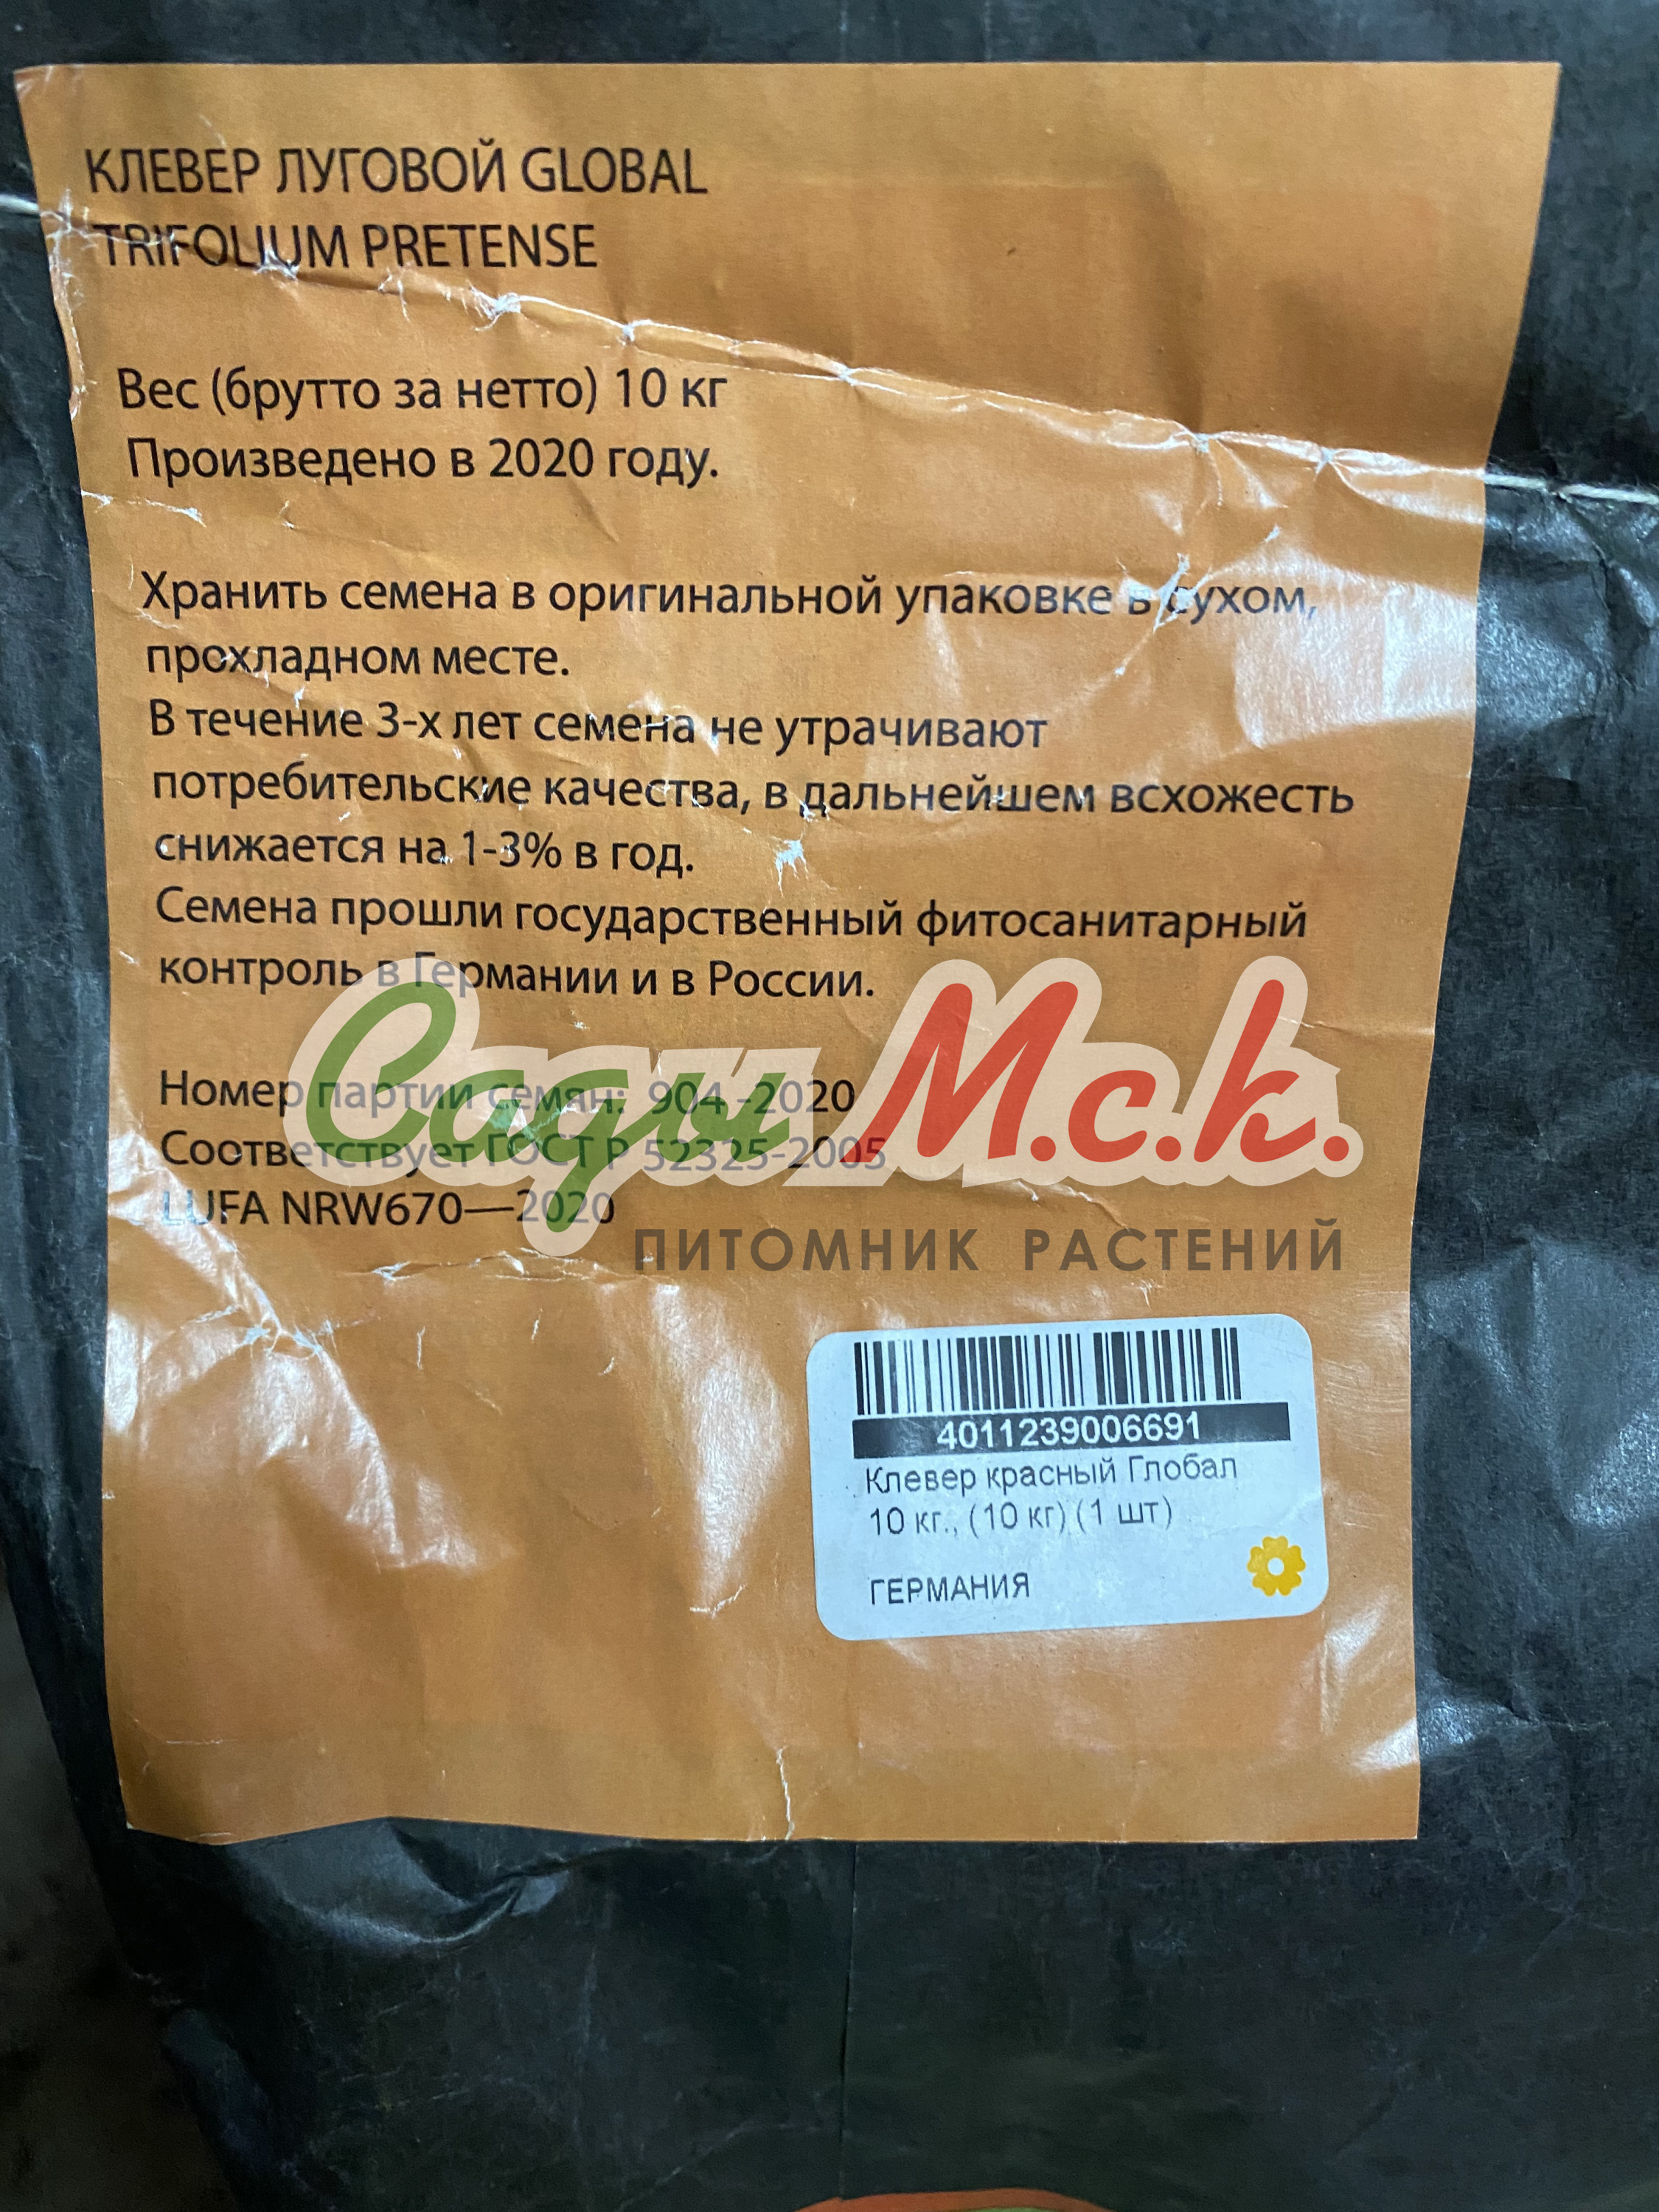 КЛЕВЕР ЛУГОВОЙ GLOBAL
TRIFOLIUM PRETENSE
Вес (брутто за нетто) 10 кг
Произведено в 2020 году.
Хранить семена в оригинальной упаковке в сухом,
прохладном месте.
В течение 3-х лет семена не утрачивают
потребительские качества, в дальнейшем всхожесть
снижается на 1-3% в год.
Семена прошли государственный фитосанитарный
контроль в Германии и в России.
Номер партии семян: 904 -2020
Соответствует ГОСТ Р 52325-2005
LUFA NRW670—2020
Сады М.с.к.
ПИТОМНИК РАСТЕНИЙ
4011239006691
Клевер красный Глобал
10 кг., (10 кг) (1 шт)
ГЕРМАНИЯ